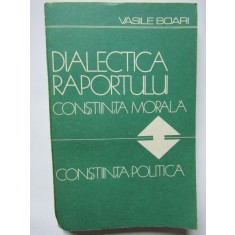 VASILE BOARI
DIALECTICA
RAPORTULUI
CONSTIINTA MORALA
CONSTIINTA POLITICA